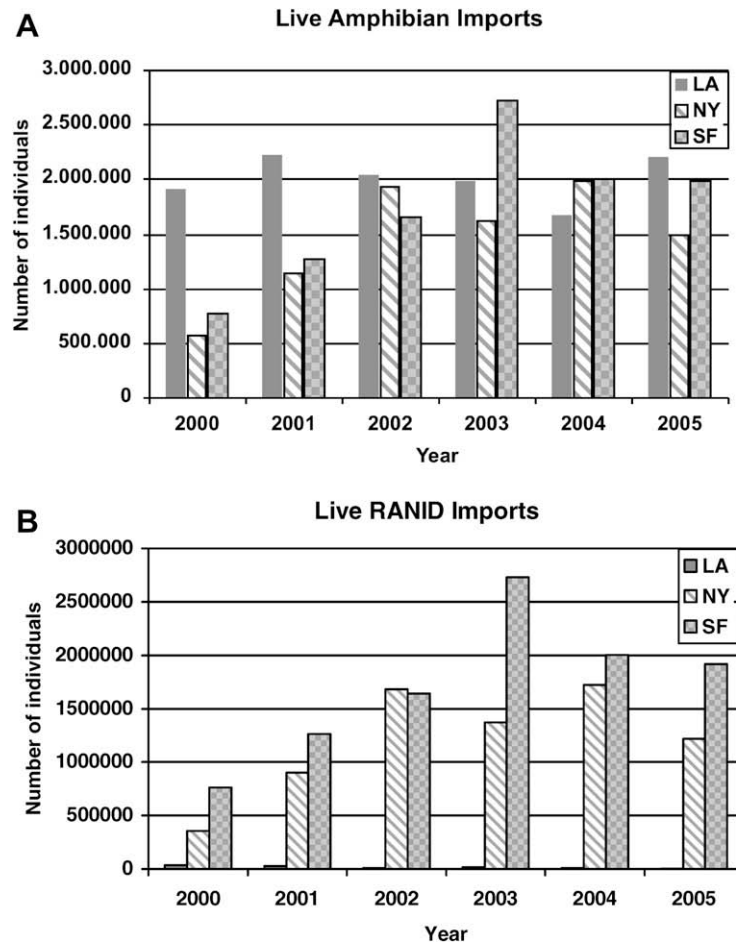 A
Live Amphibian Imports
3.000.000
2.500.000
2.000.000
1.500.000
1.000.000
500.000
0
Number of individuals
LA
NY
SF
2000 2001 2002 2003 2004 2005
Year
B
Live RANID Imports
3000000
2500000
2000000
1500000
1000000
500000
0
Number of individuals
LA
NY
SF
2000 2001 2002 2003 2004 2005
Year